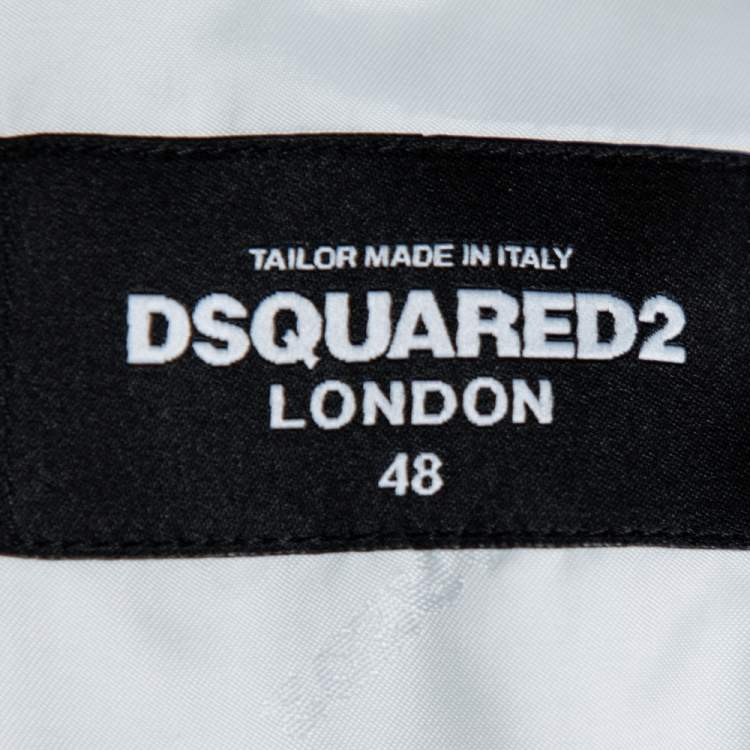 TAILOR MADE IN ITALY
DSQUARED2
LONDON
48